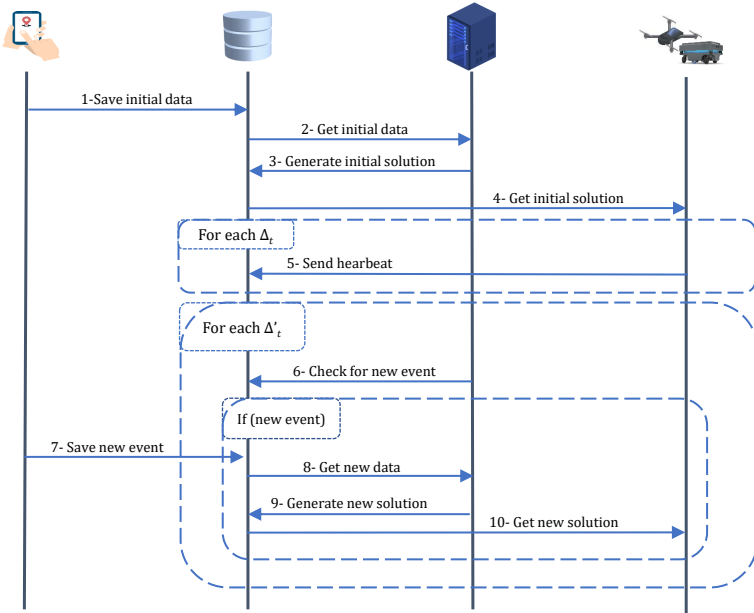 1-Save initial data
2- Get initial data
3- Generate initial solution
4- Get initial solution
For each Δt
5- Send hearbeat
For each Δ't
6- Check for new event
If (new event)
7- Save new event
8- Get new data
9- Generate new solution
10- Get new solution